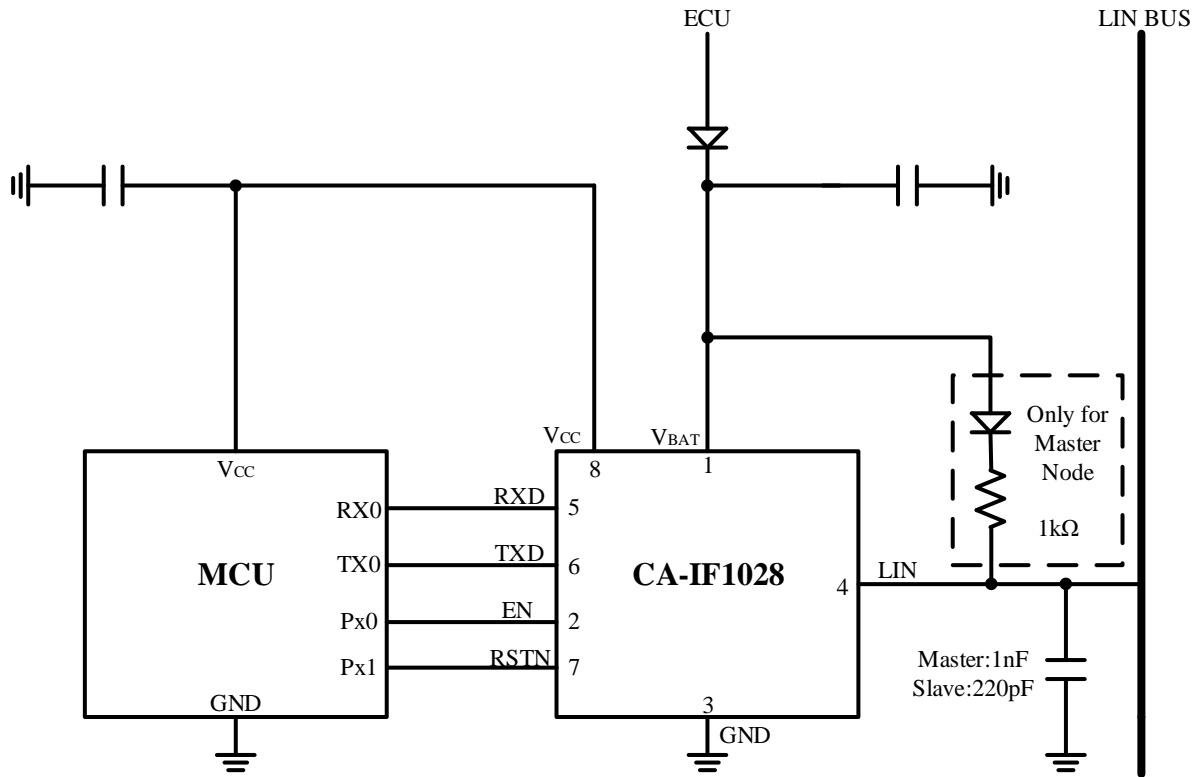 ECU
LIN BUS
VCC
VCC
8
VBAT
1
Only for
Master
Node
1kΩ
RX0
RXD
5
TX0
TXD
6
MCU
CA-IF1028
4
LIN
Px0
EN
2
Px1
RSTN
7
Master:1nF
Slave:220pF
GND
3
GND